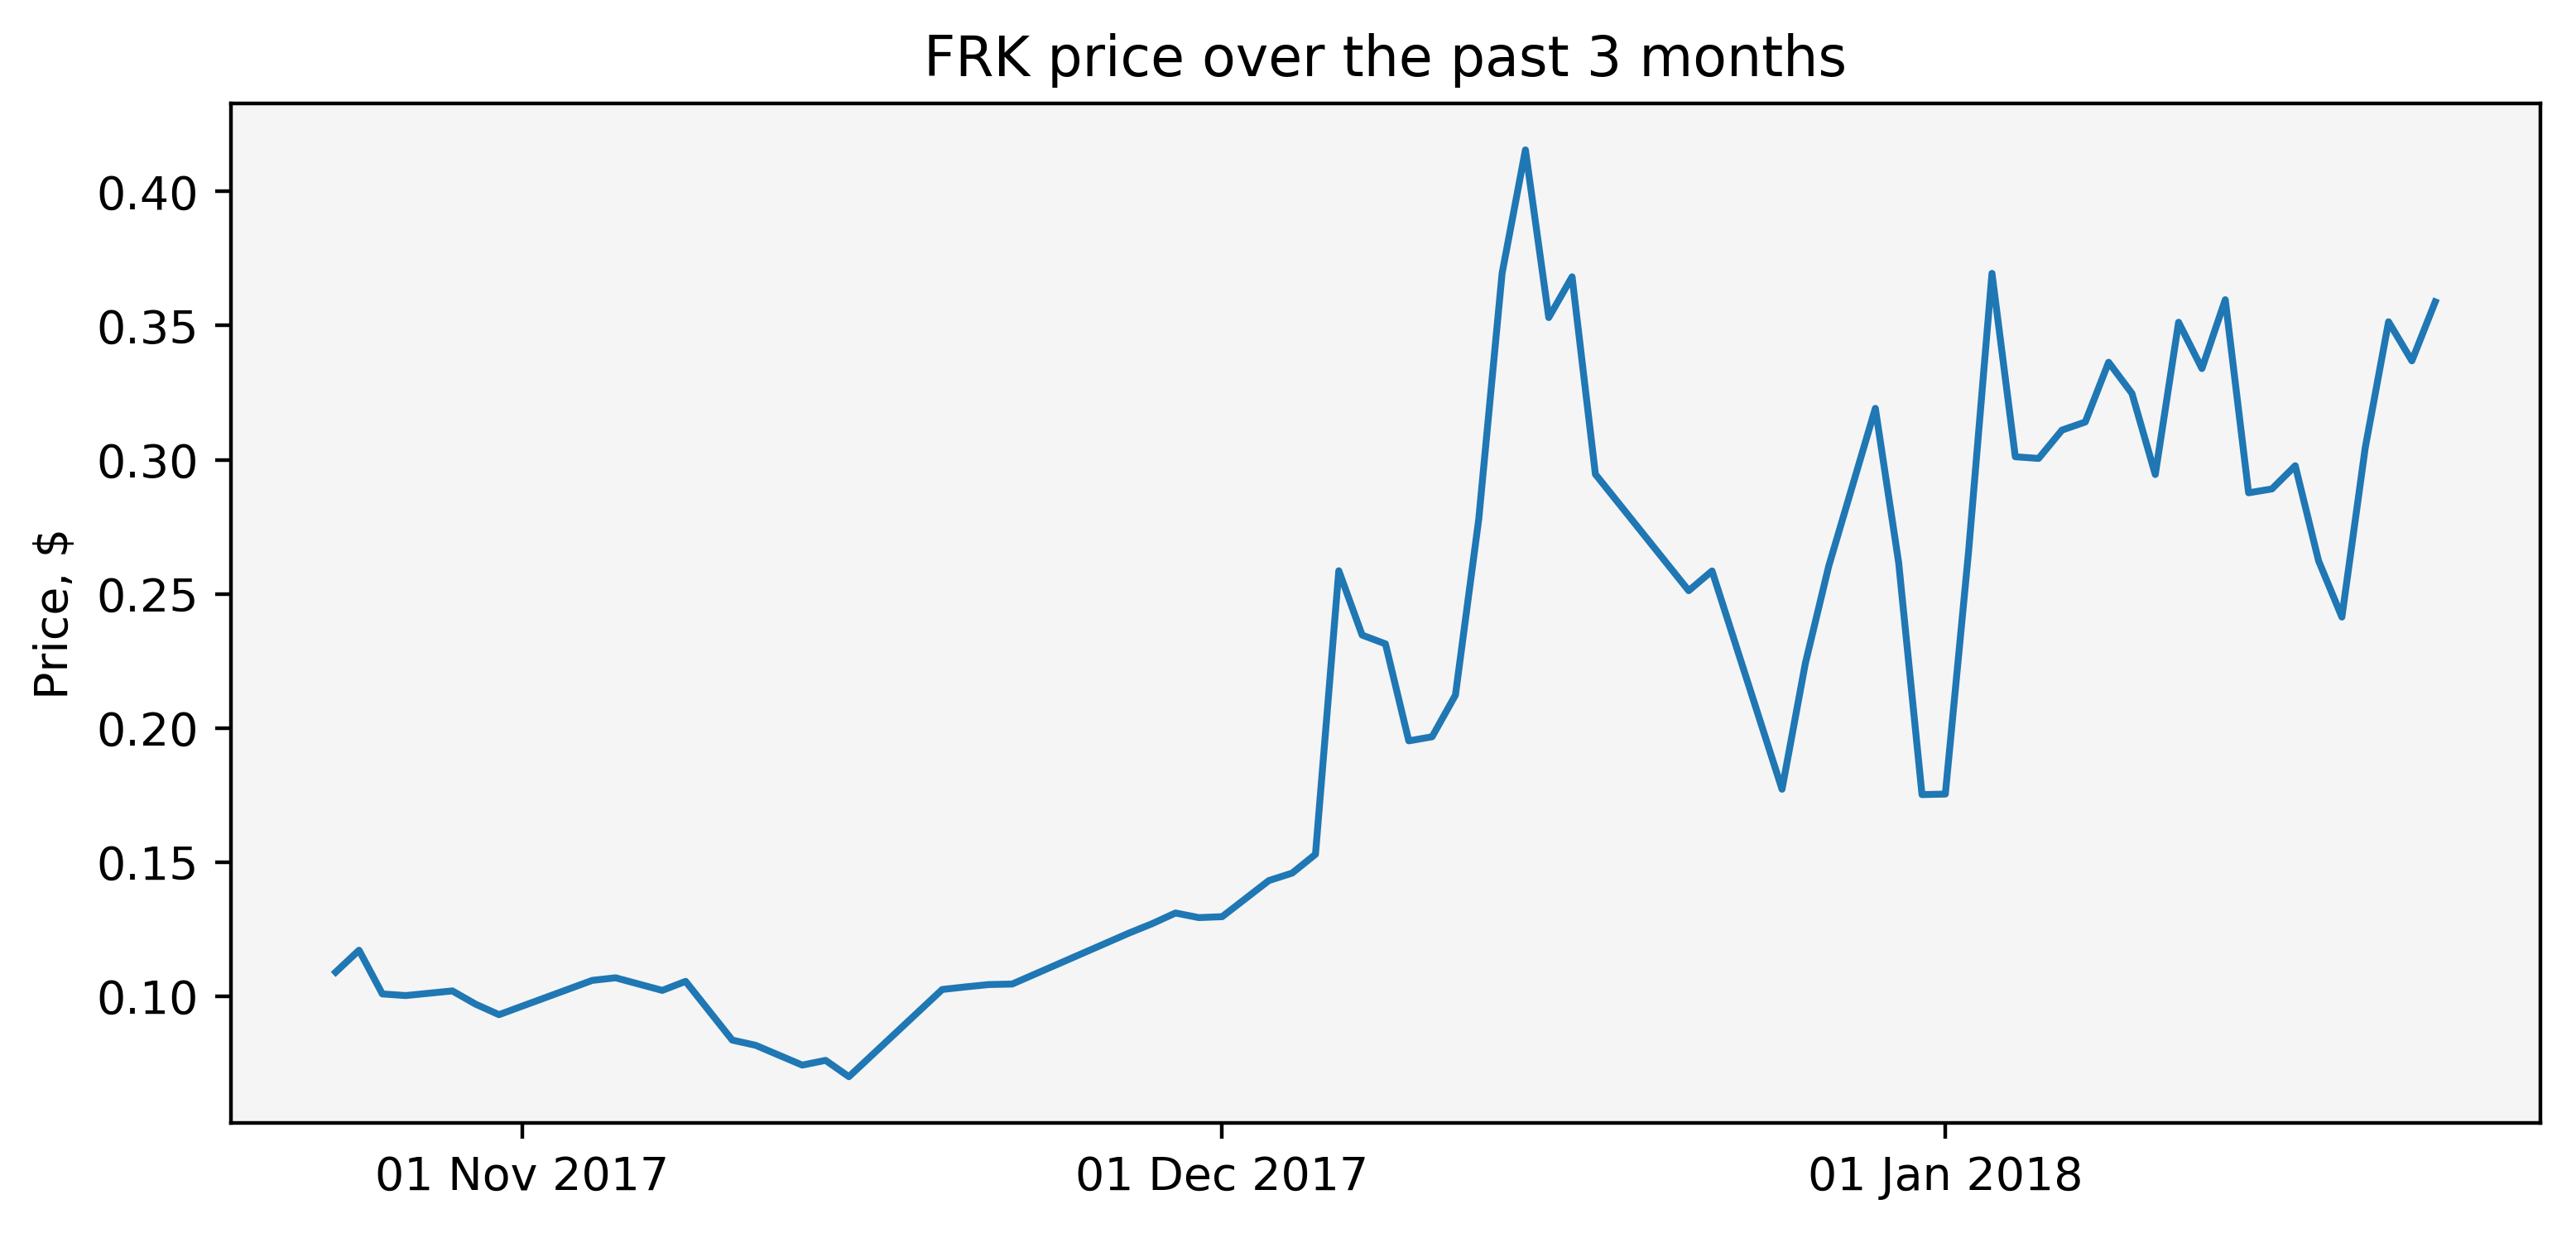 FRK price over the past 3 months
Price, $
0.40
0.35
0.30
0.25
0.20
0.15
0.10
01 Nov 2017
01 Dec 2017
01 Jan 2018